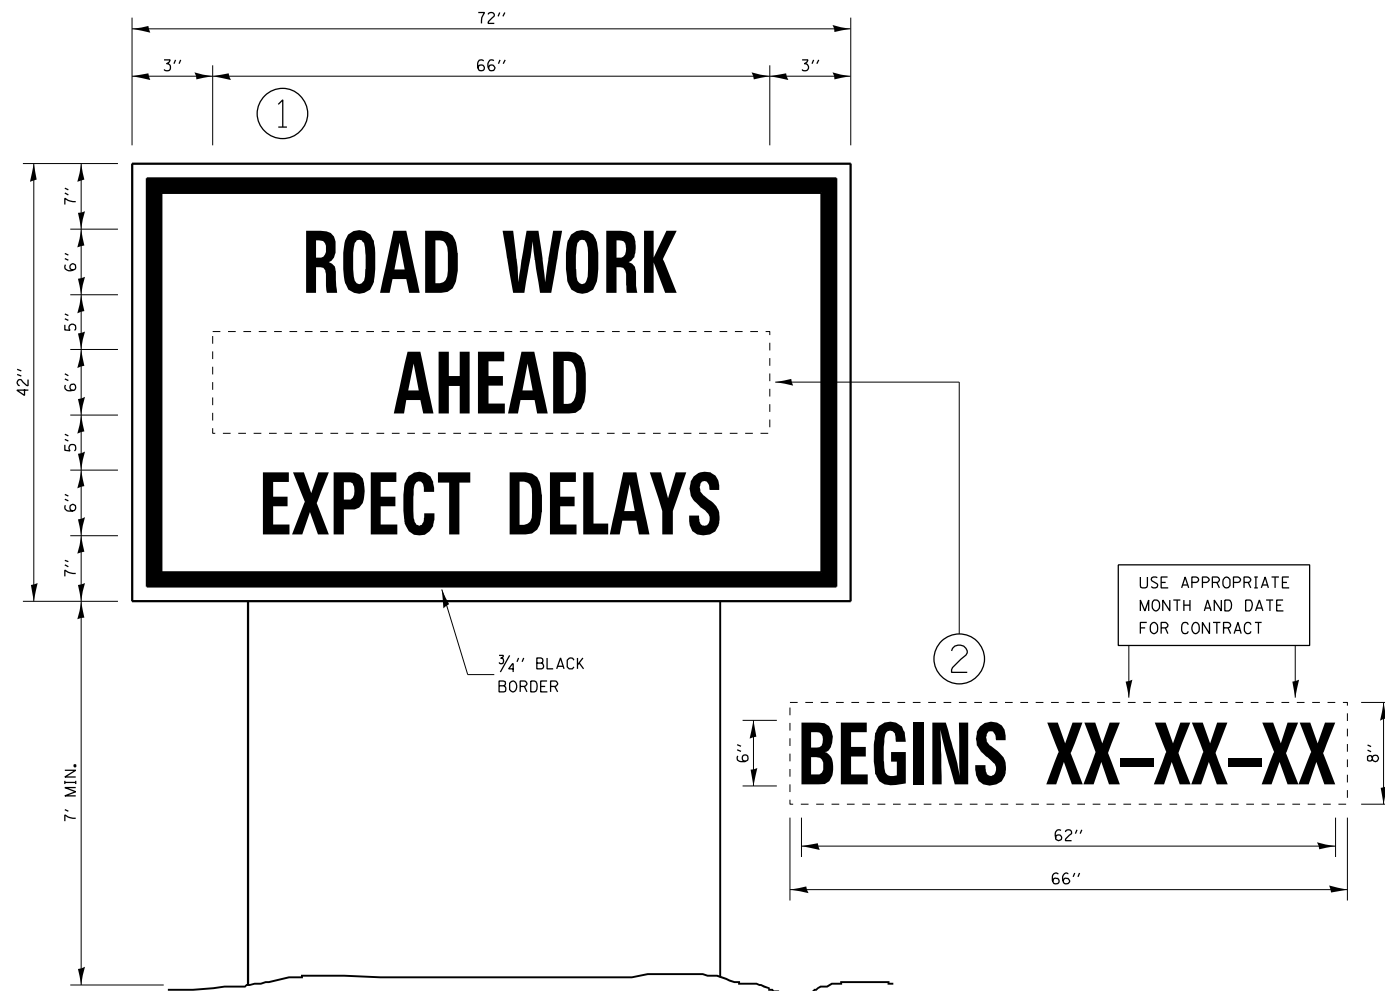 72''
3''
66''
3''
1
7''
6''
5''
6''
5''
6''
7''
42''
ROAD WORK
AHEAD
EXPECT DELAYS
3/4'' BLACK
BORDER
7' MIN.
2
USE APPROPRIATE
MONTH AND DATE
FOR CONTRACT
6''
BEGINS XX-XX-XX
8''
62''
66''